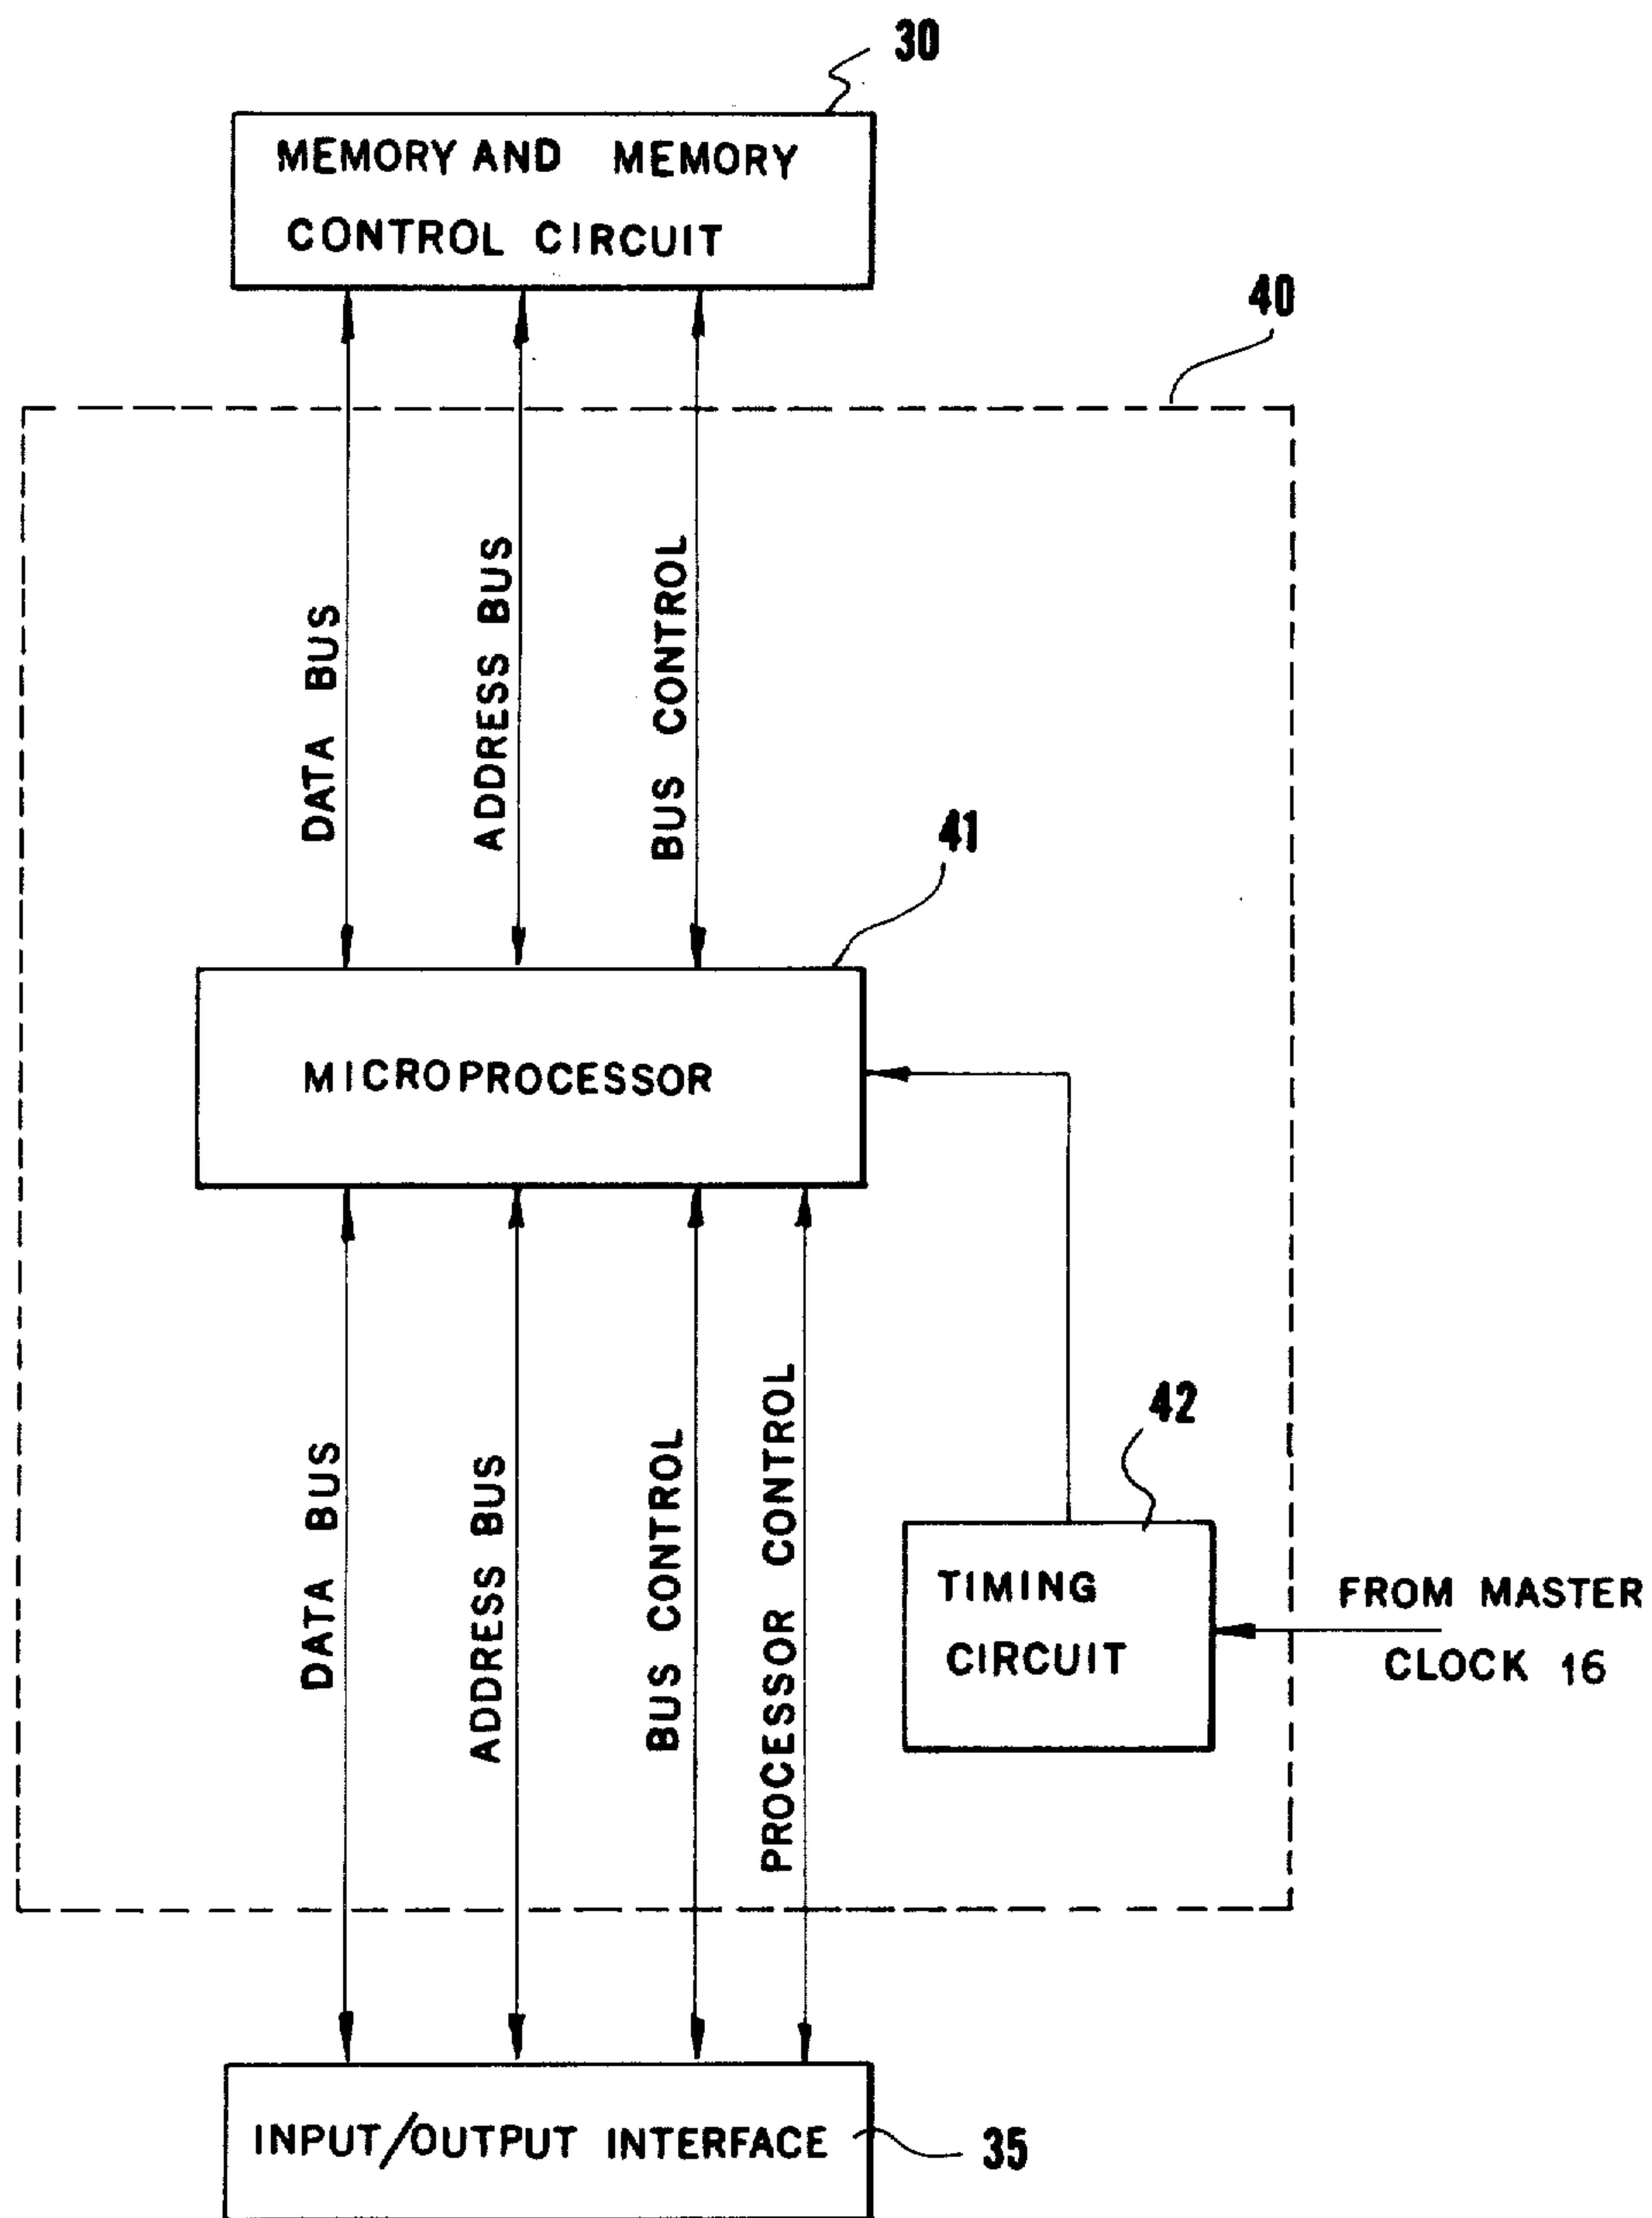 30
MEMORY AND MEMORY
CONTROL CIRCUIT
40
DATA BUS
ADDRESS BUS
BUS CONTROL
41
MICROPROCESSOR
DATA BUS
ADDRESS BUS
BUS CONTROL
PROCESSOR CONTROL
42
TIMING
CIRCUIT
FROM MASTER
CLOCK 16
INPUT/OUTPUT INTERFACE
35